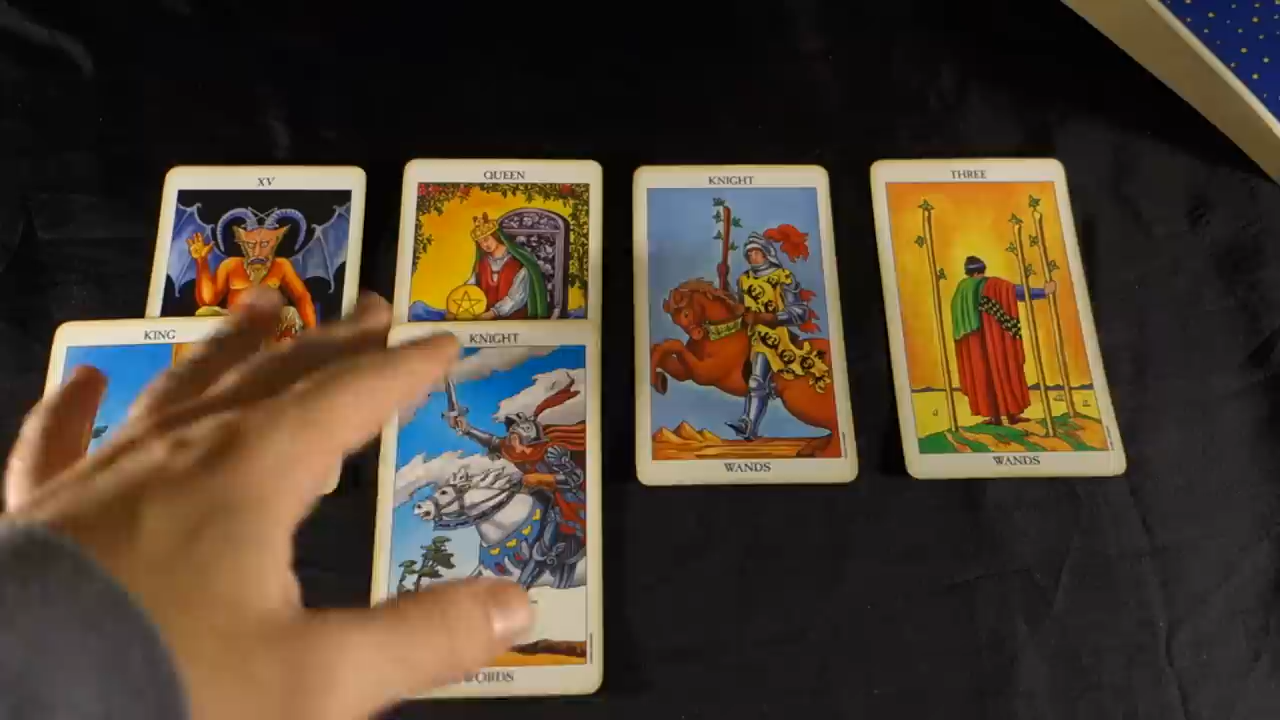 XV
QUEEN
KNIGHT
THREE
KING
KNIGHT
WANDS
WANDS